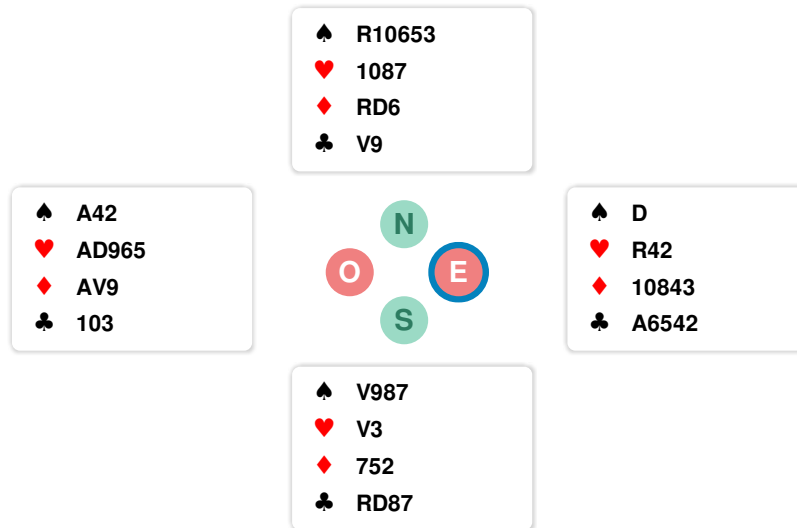 ♠ R10653
♥ 1087
♦ RD6
♣ V9
♠ A42
♥ AD965
♦ AV9
♣ 103
N
O
E
S
♠ D
♥ R42
♦ 10843
♣ A6542
♠ V987
♥ V3
♦ 752
♣ RD87